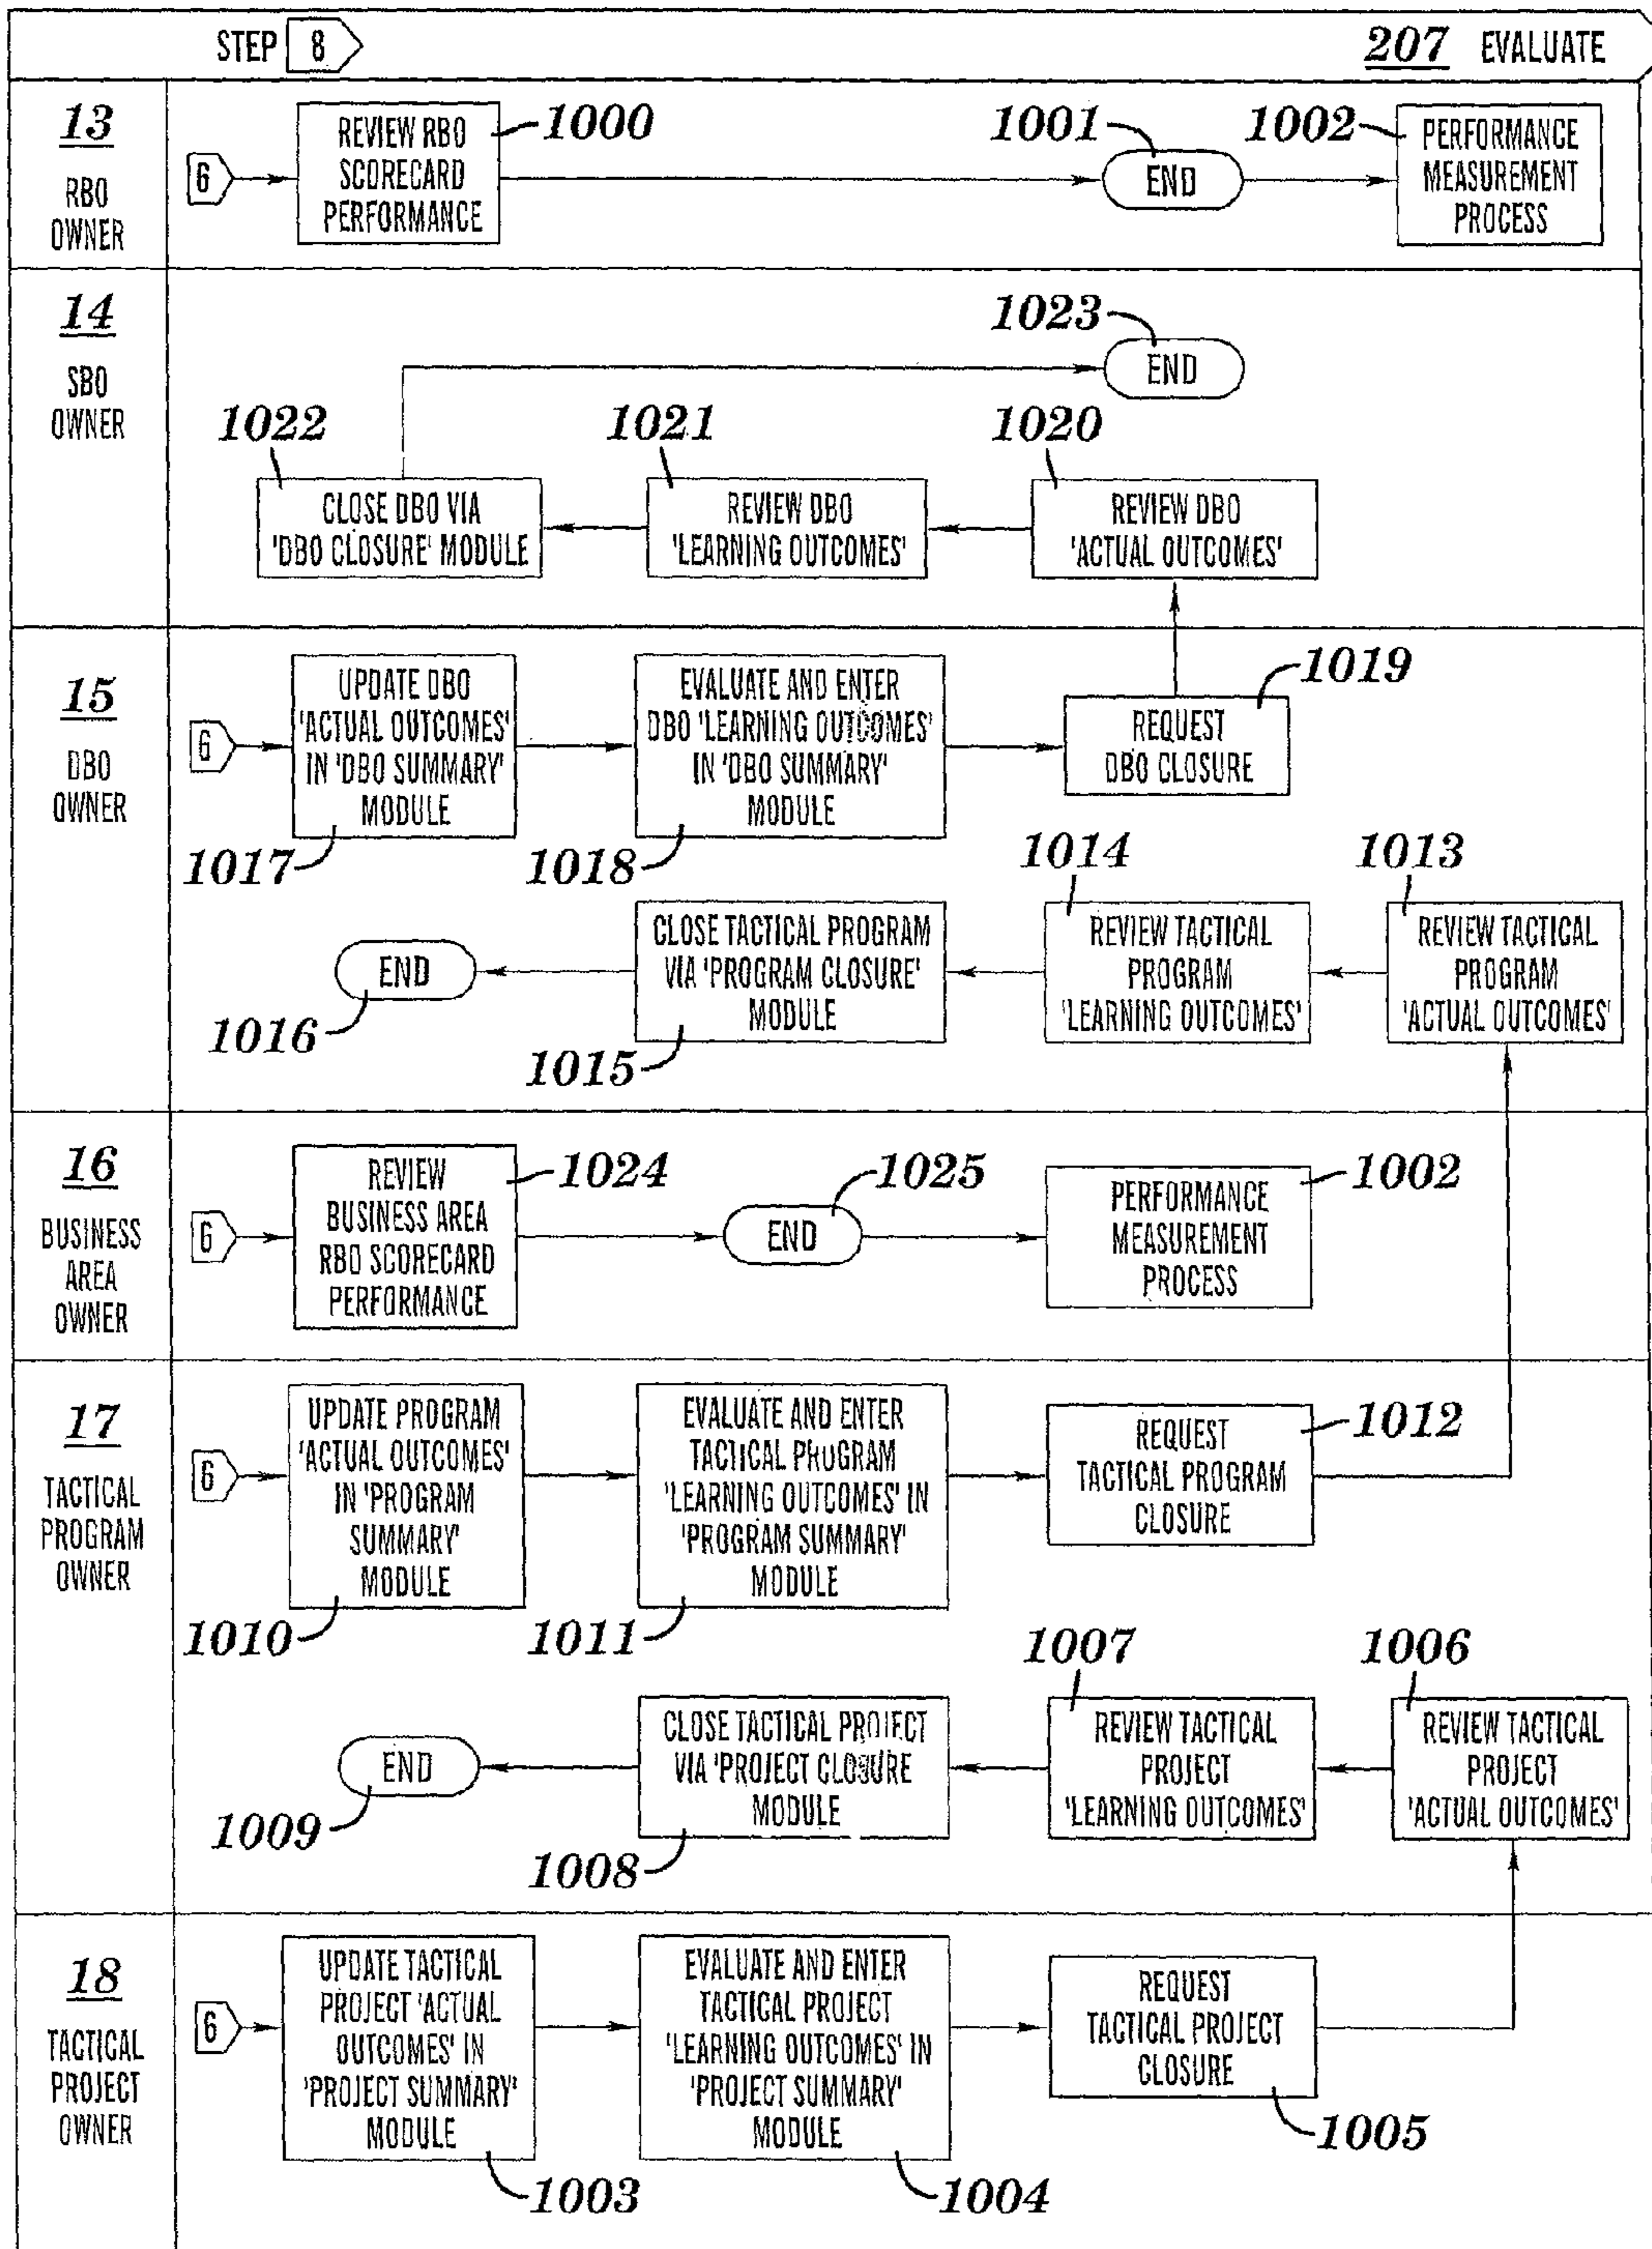 STEP 8
207 EVALUATE
13
RBO
OWNER
6
REVIEW RBO
SCORECARD
PERFORMANCE
1000
1001
END
1002
PERFORMANCE
MEASUREMENT
PROCESS
14
SBO
OWNER
1023
END
1022
CLOSE DBO VIA
'DBO CLOSURE' MODULE
1021
REVIEW DBO
'LEARNING OUTCOMES'
1020
REVIEW DBO
'ACTUAL OUTCOMES'
15
DBO
OWNER
6
UPDATE DBO
'ACTUAL OUTCOMES'
IN 'DBO SUMMARY'
MODULE
1017
EVALUATE AND ENTER
DBO 'LEARNING OUTCOMES'
IN 'DBO SUMMARY'
MODULE
1018
REQUEST
DBO CLOSURE
1019
END
1016
CLOSE TACTICAL PROGRAM
VIA 'PROGRAM CLOSURE'
MODULE
1015
1014
REVIEW TACTICAL
PROGRAM
'LEARNING OUTCOMES'
1013
REVIEW TACTICAL
PROGRAM
'ACTUAL OUTCOMES'
16
BUSINESS
AREA
OWNER
6
REVIEW
BUSINESS AREA
RBO SCORECARD
PERFORMANCE
1024
END
1025
PERFORMANCE
MEASUREMENT
PROCESS
1002
17
TACTICAL
PROGRAM
OWNER
6
UPDATE PROGRAM
'ACTUAL OUTCOMES'
IN 'PROGRAM
SUMMARY'
MODULE
1010
EVALUATE AND ENTER
TACTICAL PROGRAM
'LEARNING OUTCOMES' IN
'PROGRAM SUMMARY'
MODULE
1011
REQUEST
TACTICAL PROGRAM
CLOSURE
1012
END
1009
CLOSE TACTICAL PROJECT
VIA 'PROJECT CLOSURE
MODULE
1008
1007
REVIEW TACTICAL
PROJECT
'LEARNING OUTCOMES'
1006
REVIEW TACTICAL
PROJECT
'ACTUAL OUTCOMES'
18
TACTICAL
PROJECT
OWNER
6
UPDATE TACTICAL
PROJECT 'ACTUAL
OUTCOMES' IN
'PROJECT SUMMARY'
MODULE
1003
EVALUATE AND ENTER
TACTICAL PROJECT
'LEARNING OUTCOMES' IN
'PROJECT SUMMARY'
MODULE
1004
REQUEST
TACTICAL PROJECT
CLOSURE
1005